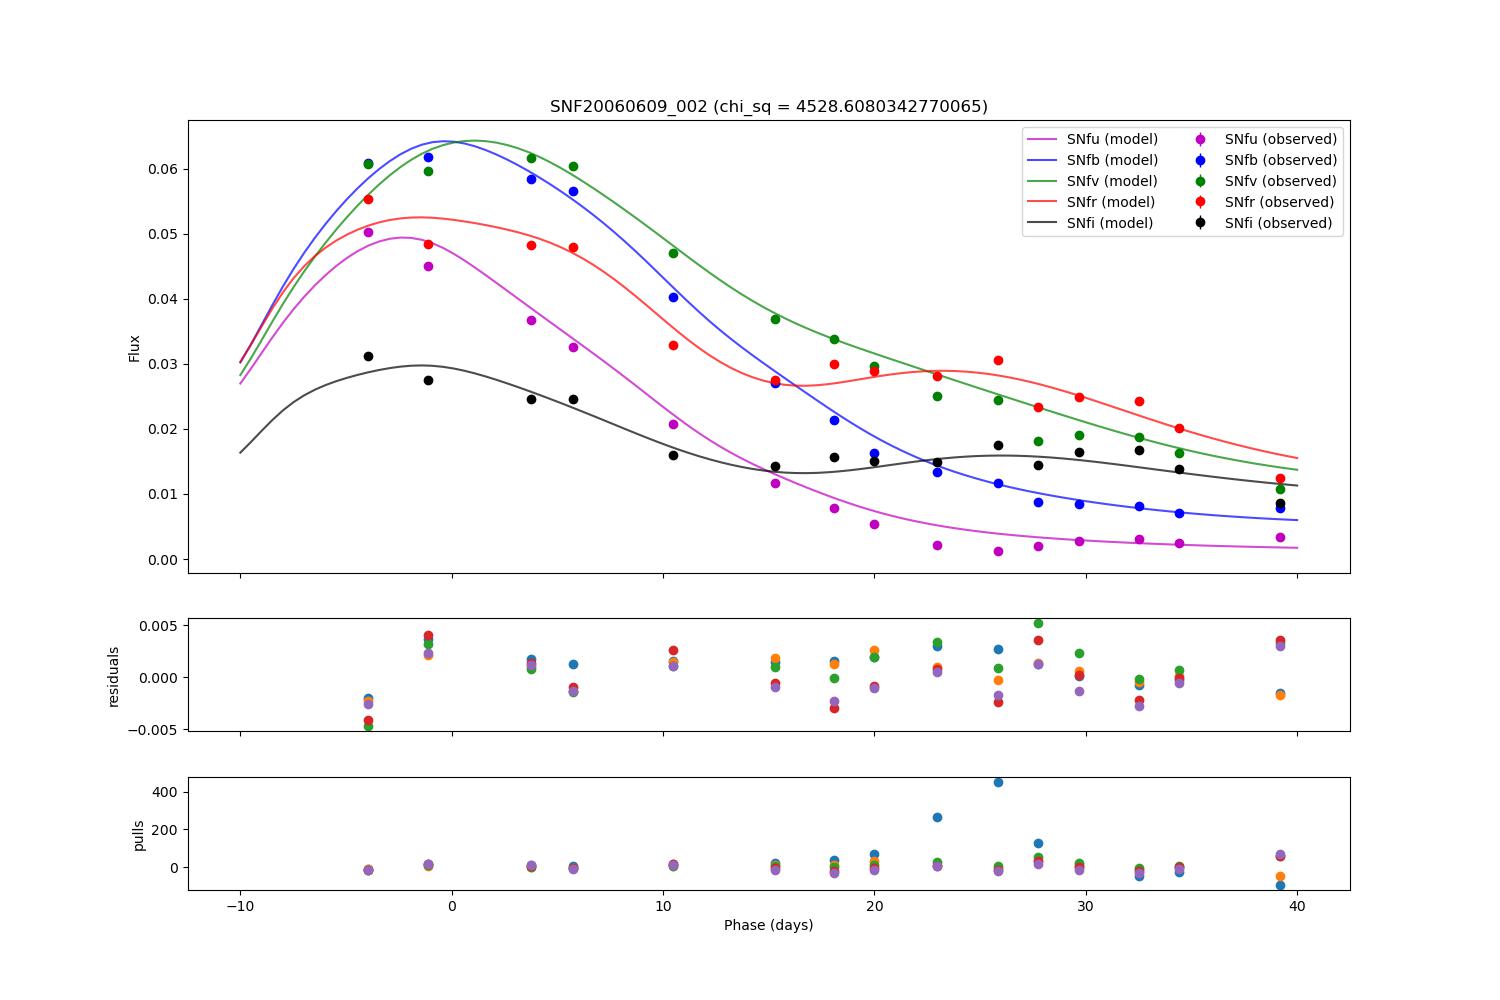 SNF20060609_002 (chi_sq = 4528.6080342770065)
SNfu (model) SNfu (observed)
SNfb (model) SNfb (observed)
SNfv (model) SNfv (observed)
SNfr (model) SNfr (observed)
SNfi (model) SNfi (observed)
Flux
0.06
0.05
0.04
0.03
0.02
0.01
0.00
residuals
0.005
0.000
−0.005
pulls
400
200
0
−10 0 10 20 30 40
Phase (days)